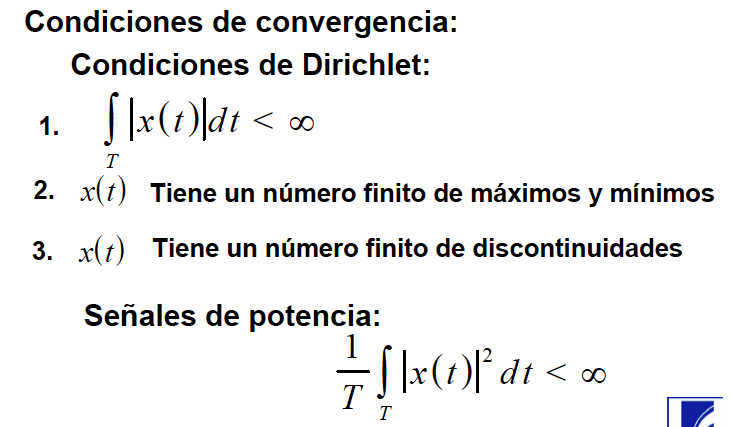 Condiciones de convergencia:
Condiciones de Dirichlet:
1. ∫_T |x(t)|dt < ∞
2. x(t) Tiene un número finito de máximos y mínimos
3. x(t) Tiene un número finito de discontinuidades
Señales de potencia:
1/T ∫_T |x(t)|² dt < ∞